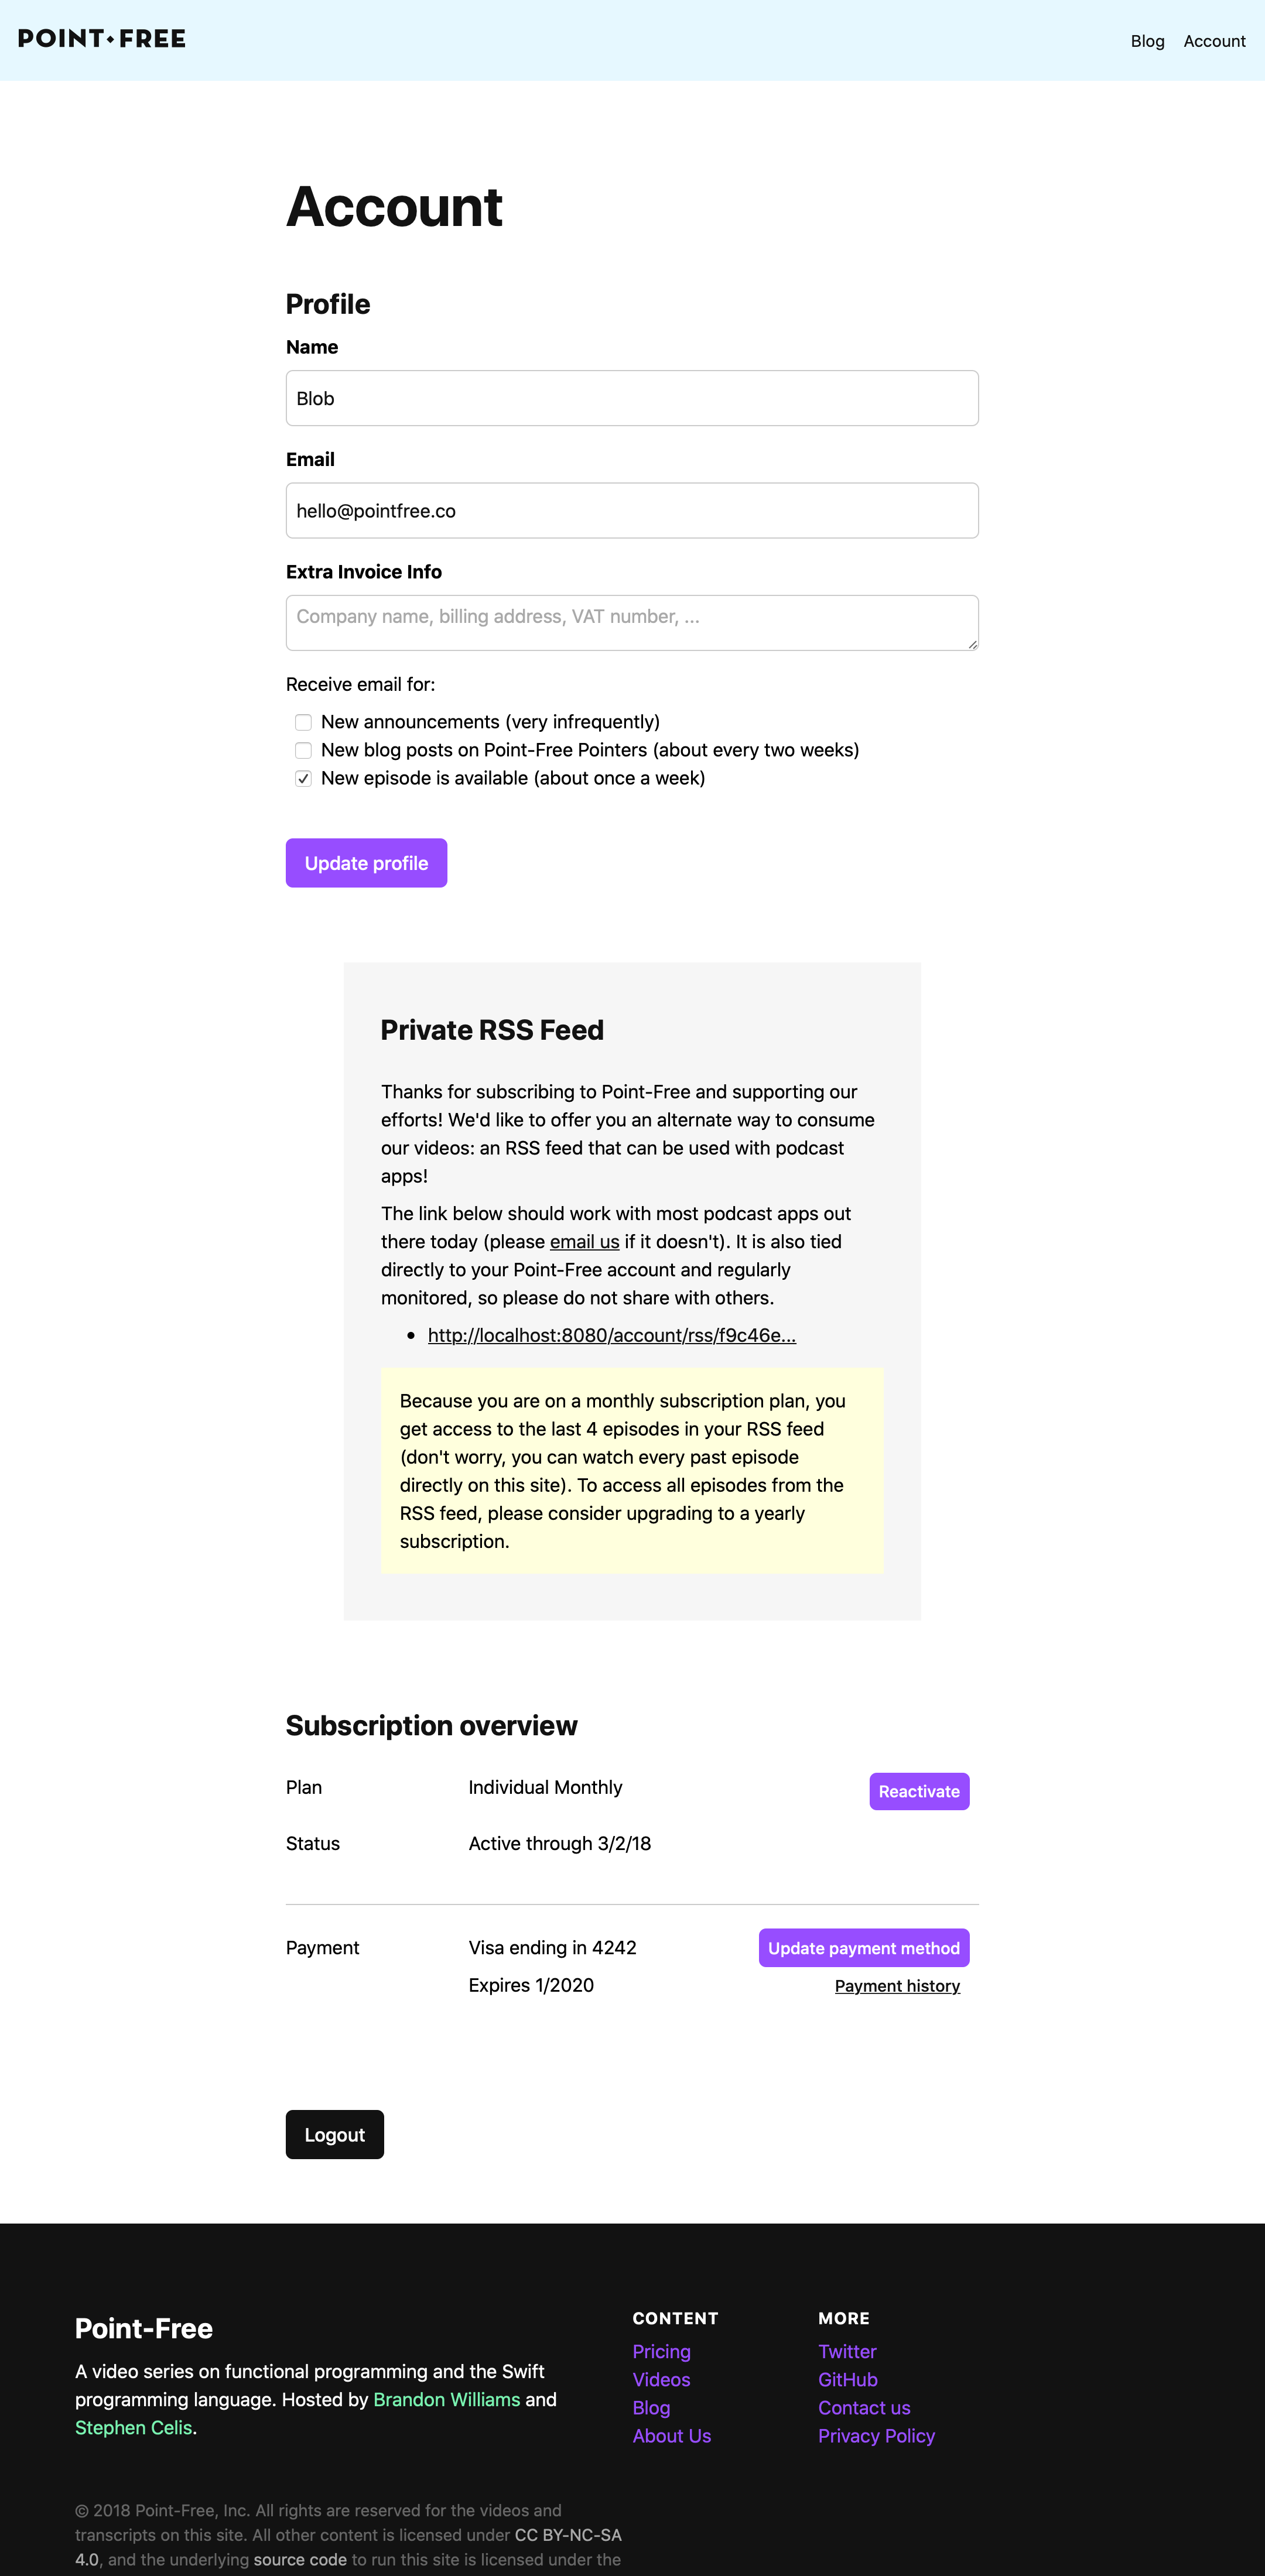 POINT•FREE
Blog Account
Account
Profile
Name
Blob
Email
hello@pointfree.co
Extra Invoice Info
Company name, billing address, VAT number, ...
Receive email for:
New announcements (very infrequently)
New blog posts on Point-Free Pointers (about every two weeks)
New episode is available (about once a week)
Update profile
Private RSS Feed
Thanks for subscribing to Point-Free and supporting our
efforts! We'd like to offer you an alternate way to consume
our videos: an RSS feed that can be used with podcast
apps!
The link below should work with most podcast apps out
there today (please email us if it doesn't). It is also tied
directly to your Point-Free account and regularly
monitored, so please do not share with others.
• http://localhost:8080/account/rss/f9c46e...
Because you are on a monthly subscription plan, you
get access to the last 4 episodes in your RSS feed
(don't worry, you can watch every past episode
directly on this site). To access all episodes from the
RSS feed, please consider upgrading to a yearly
subscription.
Subscription overview
Plan Individual Monthly Reactivate
Status Active through 3/2/18
Payment Visa ending in 4242 Update payment method
Expires 1/2020 Payment history
Logout
Point-Free
A video series on functional programming and the Swift
programming language. Hosted by Brandon Williams and
Stephen Celis.
CONTENT
Pricing
Videos
Blog
About Us
MORE
Twitter
GitHub
Contact us
Privacy Policy
© 2018 Point-Free, Inc. All rights are reserved for the videos and
transcripts on this site. All other content is licensed under CC BY-NC-SA
4.0, and the underlying source code to run this site is licensed under the